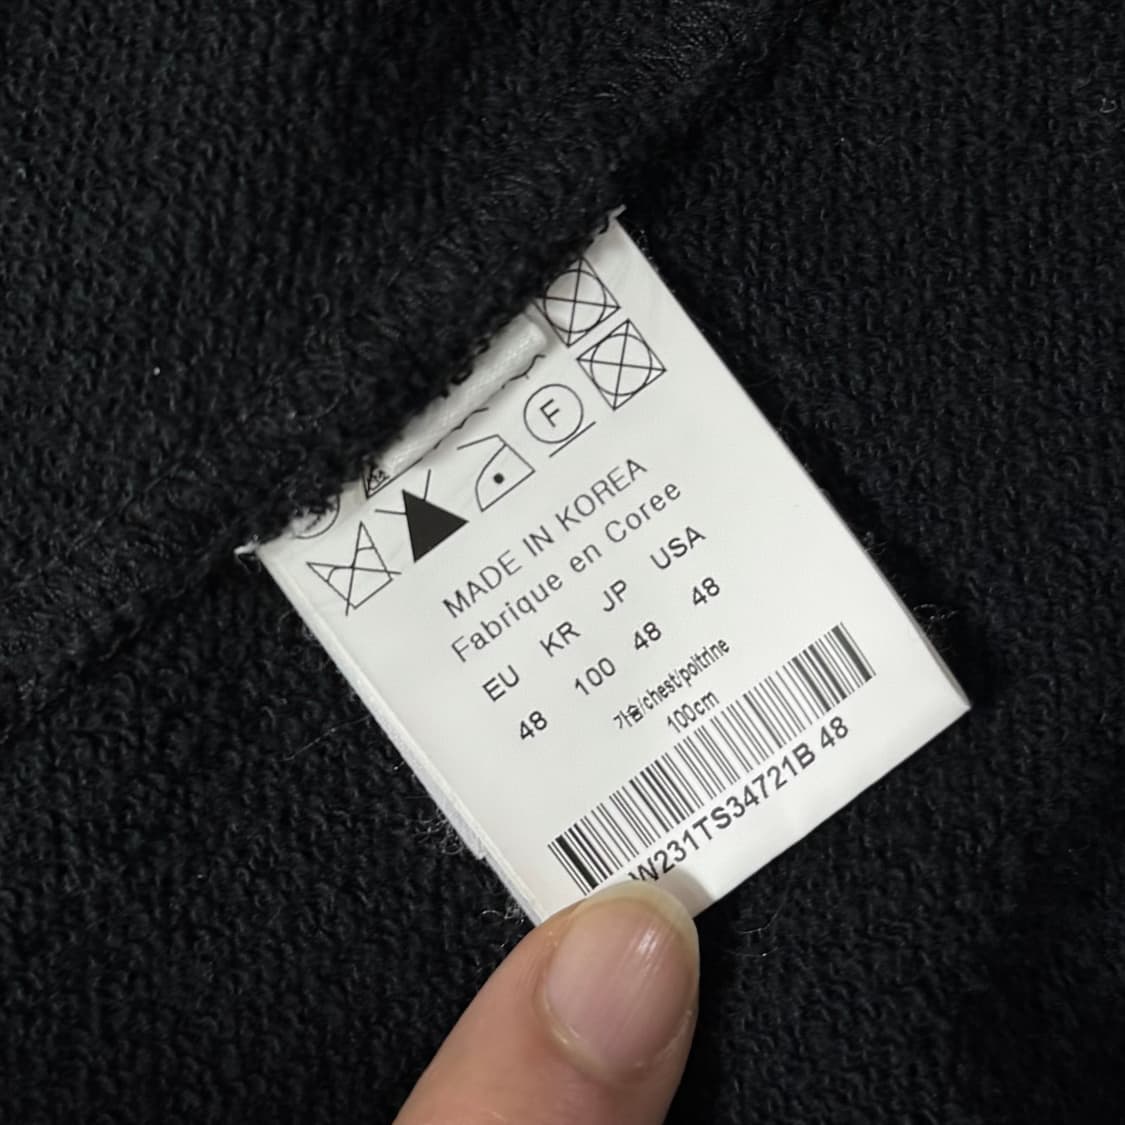 F
MADE IN KOREA
Fabrique en Coree
EU KR JP USA
48 100 48 48
가슴/chest/poitrine
100cm
W231TS34721B 48